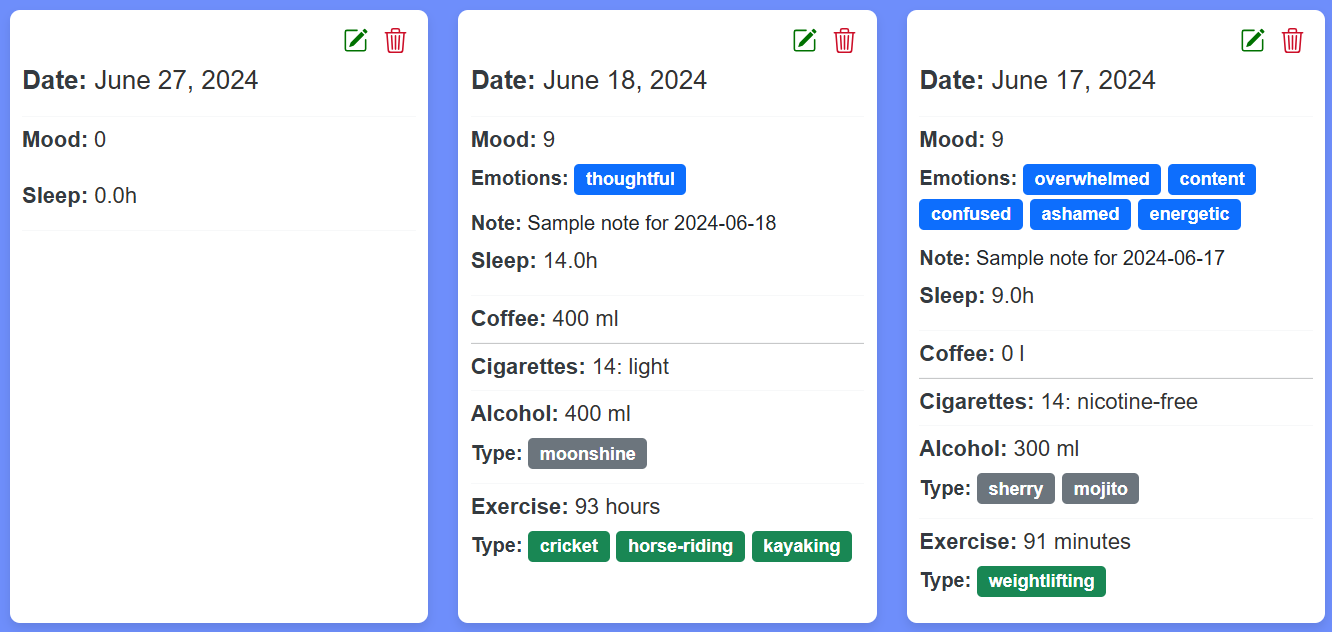 Date: June 27, 2024
Mood: 0
Sleep: 0.0h
Date: June 18, 2024
Mood: 9
Emotions: thoughtful
Note: Sample note for 2024-06-18
Sleep: 14.0h
Coffee: 400 ml
Cigarettes: 14: light
Alcohol: 400 ml
Type: moonshine
Exercise: 93 hours
Type: cricket horse-riding kayaking
Date: June 17, 2024
Mood: 9
Emotions: overwhelmed content
confused ashamed energetic
Note: Sample note for 2024-06-17
Sleep: 9.0h
Coffee: 0 l
Cigarettes: 14: nicotine-free
Alcohol: 300 ml
Type: sherry mojito
Exercise: 91 minutes
Type: weightlifting